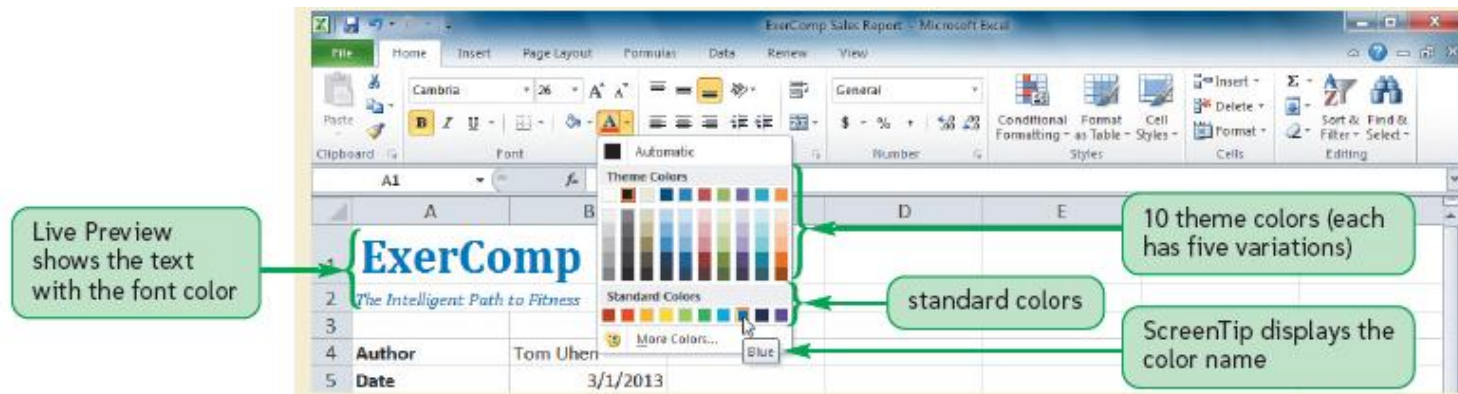 ExerComp Sales Report - Microsoft Excel
File Home Insert Page Layout Formulas Data Review View
Paste
Cambria 26 A A
B I U A
General
$ % ,
Conditional Formatting
Format as Table
Cell Styles
Insert
Delete
Format
Σ
Sort & Filter
Find & Select
Clipboard Font Number Styles Cells Editing
Automatic
Theme Colors
Standard Colors
More Colors...
Blue
A1 fx
A B D E
1 ExerComp
2 The Intelligent Path to Fitness
3
4 Author Tom Uhen
5 Date 3/1/2013
Live Preview
shows the text
with the font color
10 theme colors (each
has five variations)
standard colors
ScreenTip displays the
color name